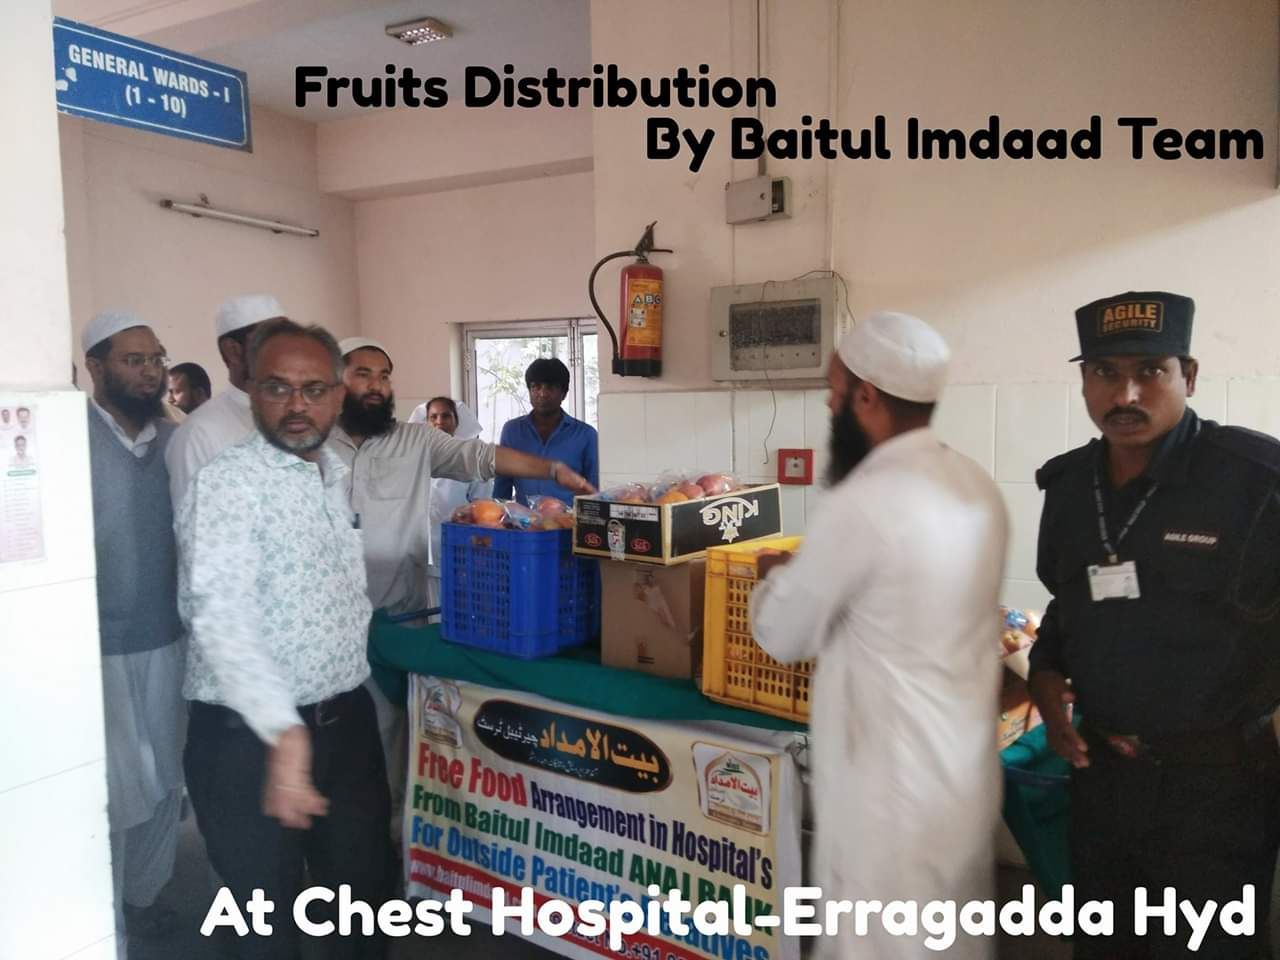 GENERAL WARDS - I
(1 - 10)
Fruits Distribution
By Baitul Imdaad Team
ABC
AGILE
SECURITY
AGILE GROUP
KING
بیت الامداد چیرٹیبل ٹرسٹ
بیت الامداد
Free Food Arrangement in Hospital's
From Baitul Imdaad ANAJ BANK
For Outside Patient's Relatives
At Chest Hospital-Erragadda Hyd